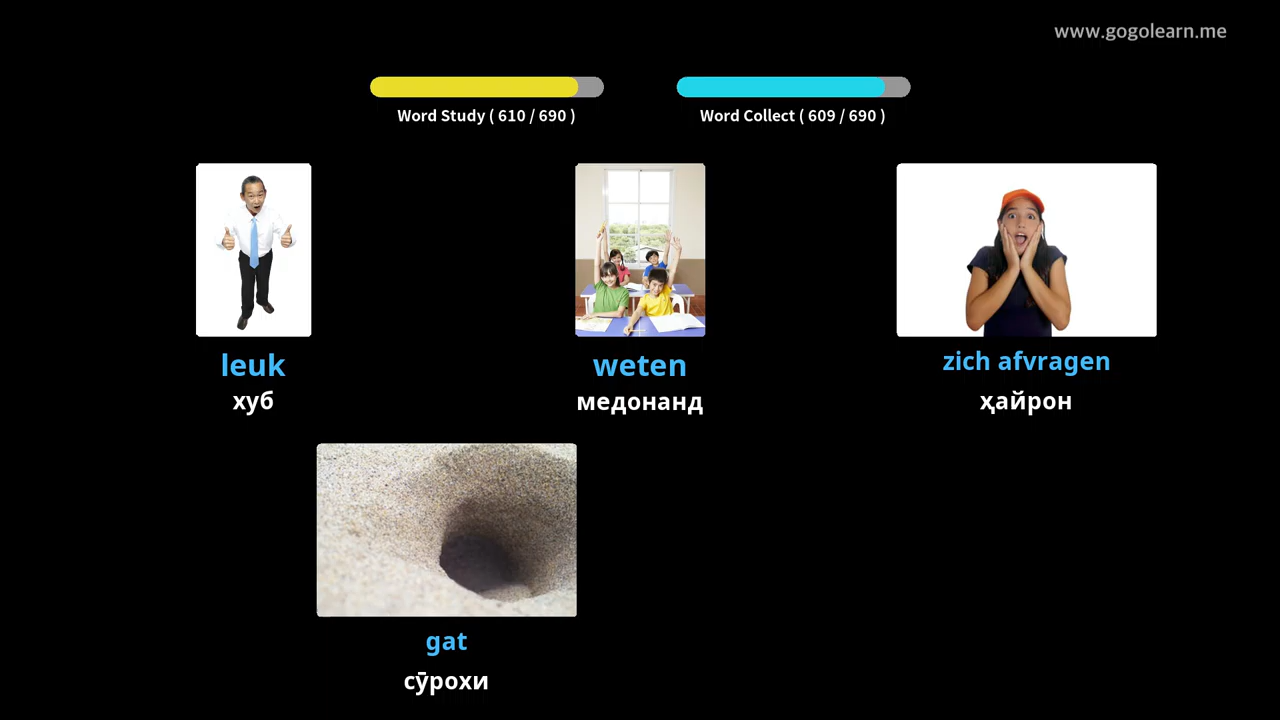 www.gogolearn.me
Word Study ( 610 / 690 )
Word Collect ( 609 / 690 )
leuk
хуб
weten
медонанд
zich afvragen
ҳайрон
gat
сӯрохи